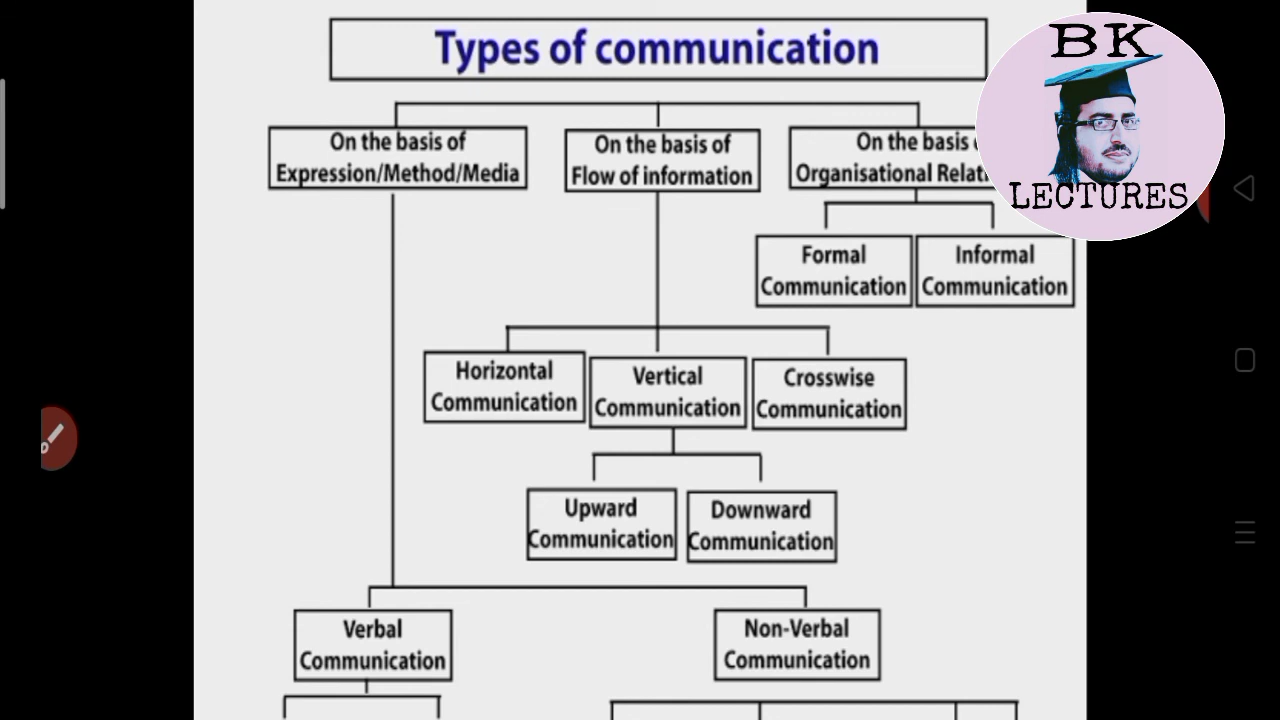 Types of communication
BK
LECTURES
On the basis of
Expression/Method/Media
On the basis of
Flow of information
On the basis
Organisational
Formal
Communication
Informal
Communication
Horizontal
Communication
Vertical
Communication
Crosswise
Communication
Upward
Communication
Downward
Communication
Verbal
Communication
Non-Verbal
Communication